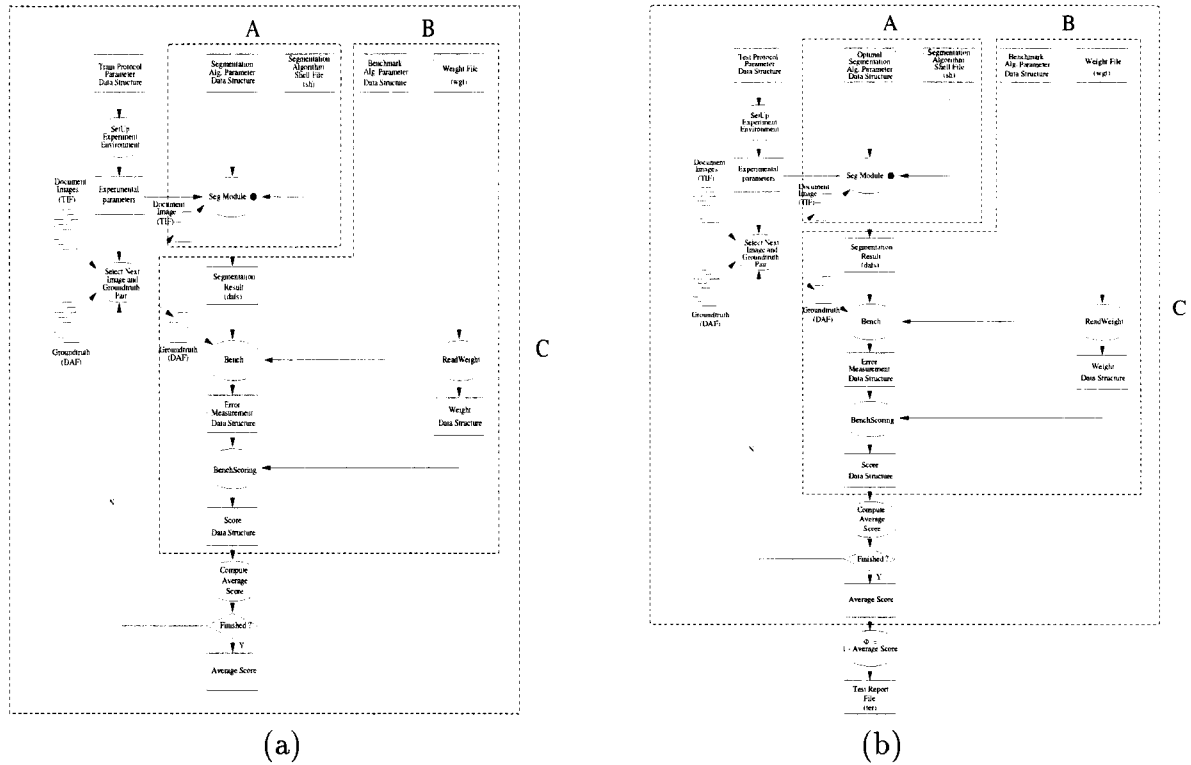 A
B
Train Protocol
Parameter
Data Structure
Segmentation
Alg. Parameter
Data Structure
Segmentation
Algorithm
Shell File
(sh)
Benchmark
Alg. Parameter
Data Structure
Weight File
(wgt)
SetUp
Experiment
Environment
Document
Images
(TIF)
Experimental
parameters
Document
Image
(TIF)
Seg Module
Select Next
Image and
Groundtruth
Pair
Segmentation
Result
(dafs)
Groundtruth
(DAF)
Groundtruth
(DAF)
Bench
ReadWeight
C
Error
Measurement
Data Structure
Weight
Data Structure
BenchScoring
N
Score
Data Structure
Compute
Average
Score
Finished ?
Y
Average Score
(a)
A
B
Test Protocol
Parameter
Data Structure
Optimal
Segmentation
Alg. Parameter
Data Structure
Segmentation
Algorithm
Shell File
(sh)
Benchmark
Alg. Parameter
Data Structure
Weight File
(wgt)
SetUp
Experiment
Environment
Document
Images
(TIF)
Experimental
parameters
Document
Image
(TIF)
Seg Module
Select Next
Image and
Groundtruth
Pair
Segmentation
Result
(dafs)
Groundtruth
(DAF)
Groundtruth
(DAF)
Bench
ReadWeight
C
Error
Measurement
Data Structure
Weight
Data Structure
BenchScoring
N
Score
Data Structure
Compute
Average
Score
Finished ?
Y
Average Score
Φ =
1 - Average Score
Test Report
File
(ter)
(b)